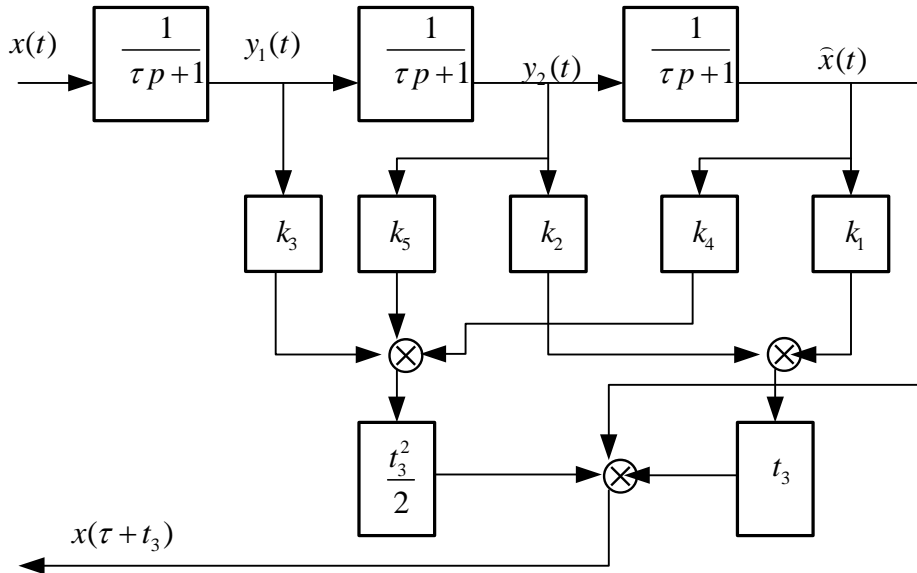 x(t)
1
τp+1
y₁(t)
1
τp+1
y₂(t)
1
τp+1
x̂(t)
k₃
k₅
k₂
k₄
k₁
t₃²
2
t₃
x(τ+t₃)